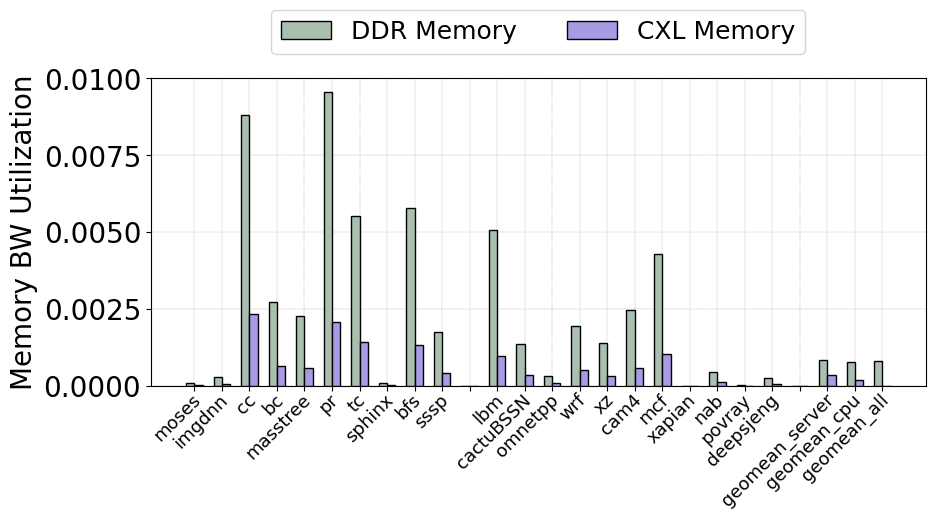 DDR Memory CXL Memory
Memory BW Utilization
0.0100
0.0075
0.0050
0.0025
0.0000
moses
imgdnn
cc
bc
masstree
pr
tc
sphinx
bfs
sssp
lbm
cactuBSSN
omnetpp
wrf
xz
cam4
mcf
xapian
nab
povray
deepsjeng
geomean_server
geomean_cpu
geomean_all